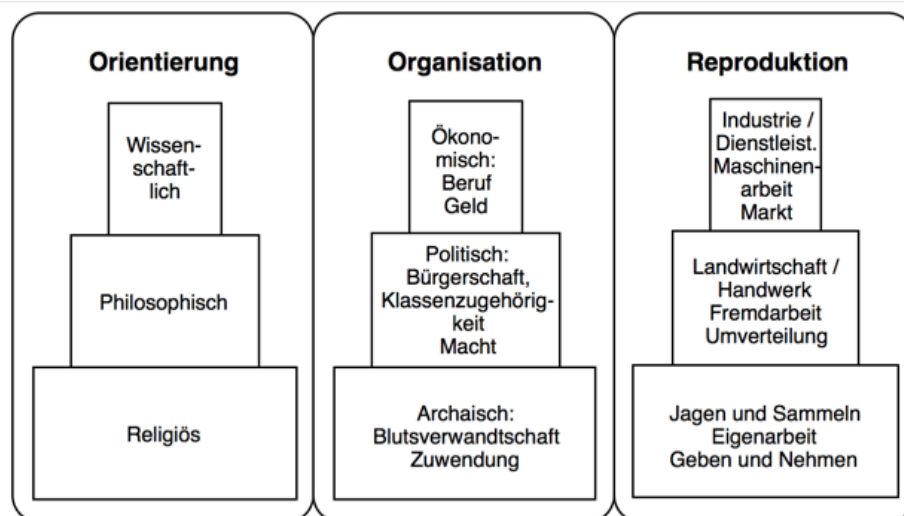 Orientierung
Wissen-
schaft-
lich
Philosophisch
Religiös
Organisation
Ökono-
misch:
Beruf
Geld
Politisch:
Bürgerschaft,
Klassenzugehörig-
keit
Macht
Archaisch:
Blutsverwandtschaft
Zuwendung
Reproduktion
Industrie /
Dienstleist.
Maschinen-
arbeit
Markt
Landwirtschaft /
Handwerk
Fremdarbeit
Umverteilung
Jagen und Sammeln
Eigenarbeit
Geben und Nehmen